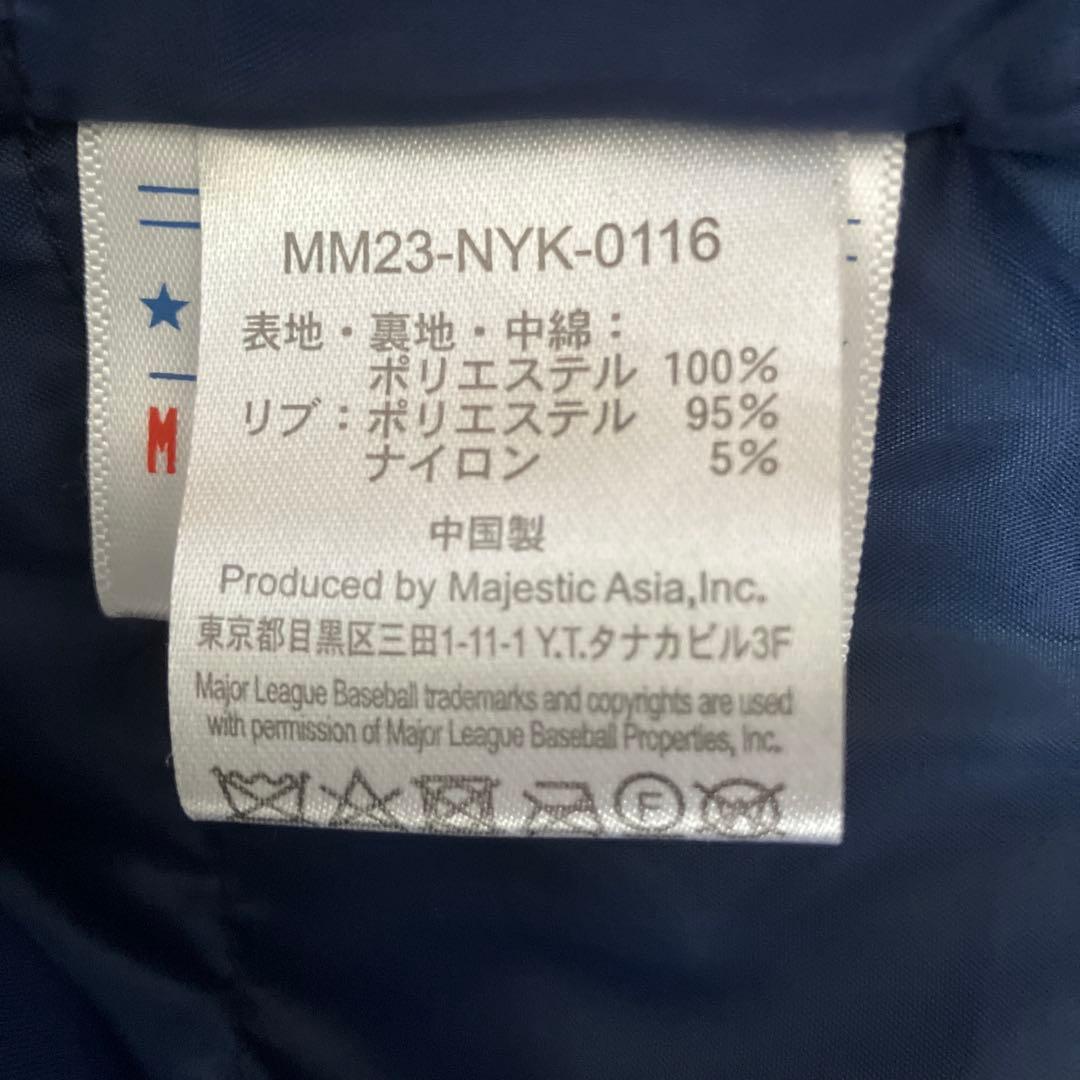 MM23-NYK-0116
表地・裏地・中綿：
ポリエステル 100%
リブ：ポリエステル 95%
ナイロン 5%
中国製
Produced by Majestic Asia,Inc.
東京都目黒区三田1-11-1 Y.T.タナカビル3F
Major League Baseball trademarks and copyrights are used
with permission of Major League Baseball Properties, Inc.
F
M